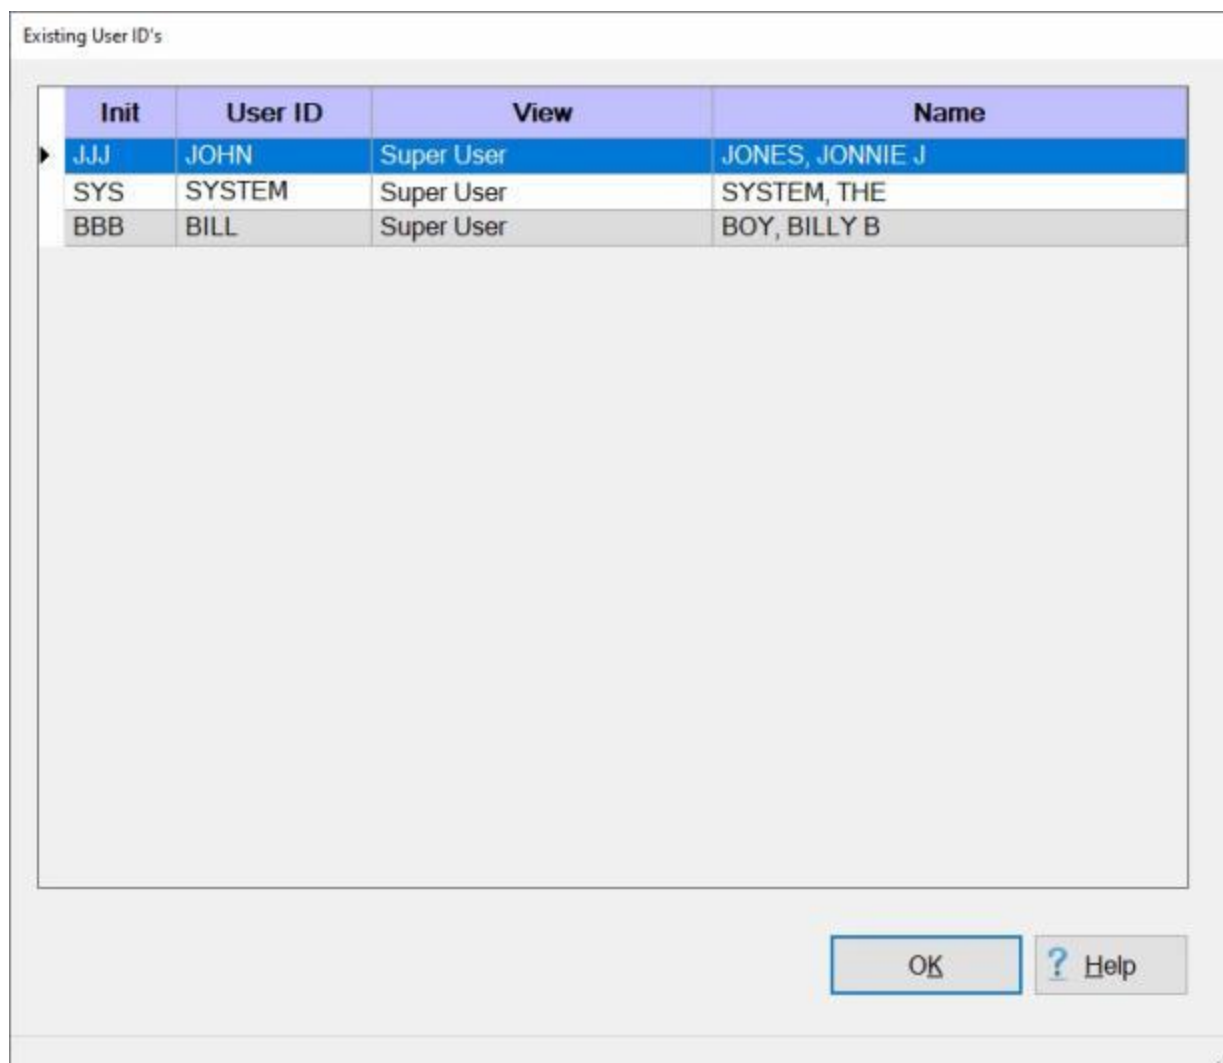 Existing User ID's
Init User ID View Name
JJJ JOHN Super User JONES, JONNIE J
SYS SYSTEM Super User SYSTEM, THE
BBB BILL Super User BOY, BILLY B
OK ? Help